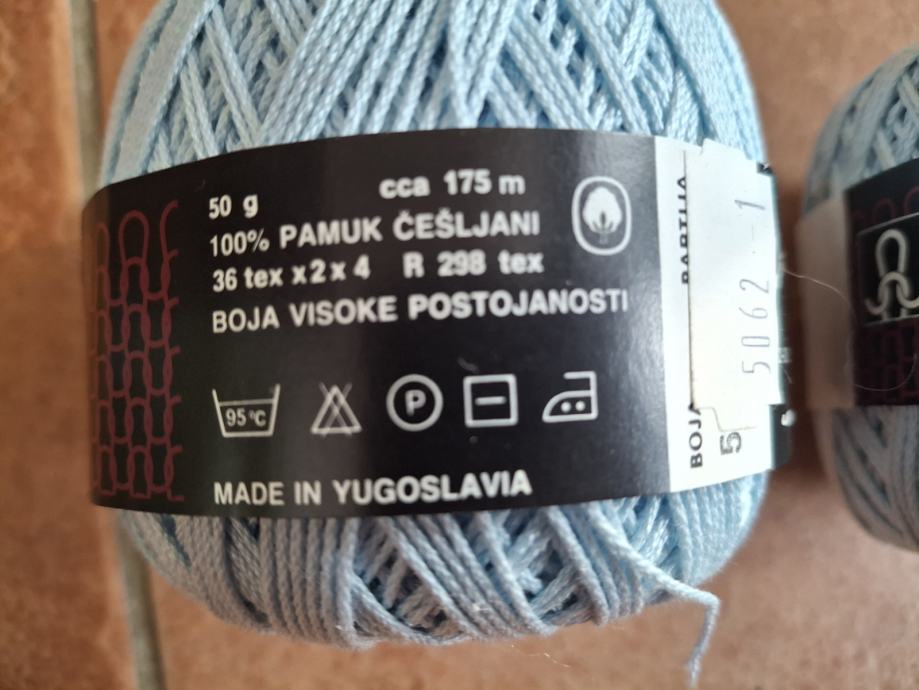 50 g cca 175 m
100% PAMUK ČEŠLJANI
36 tex x 2 x 4 R 298 tex
BOJA VISOKE POSTOJANOSTI
95 °C P
MADE IN YUGOSLAVIA
PARTIJA
5062 1
BOJA
5